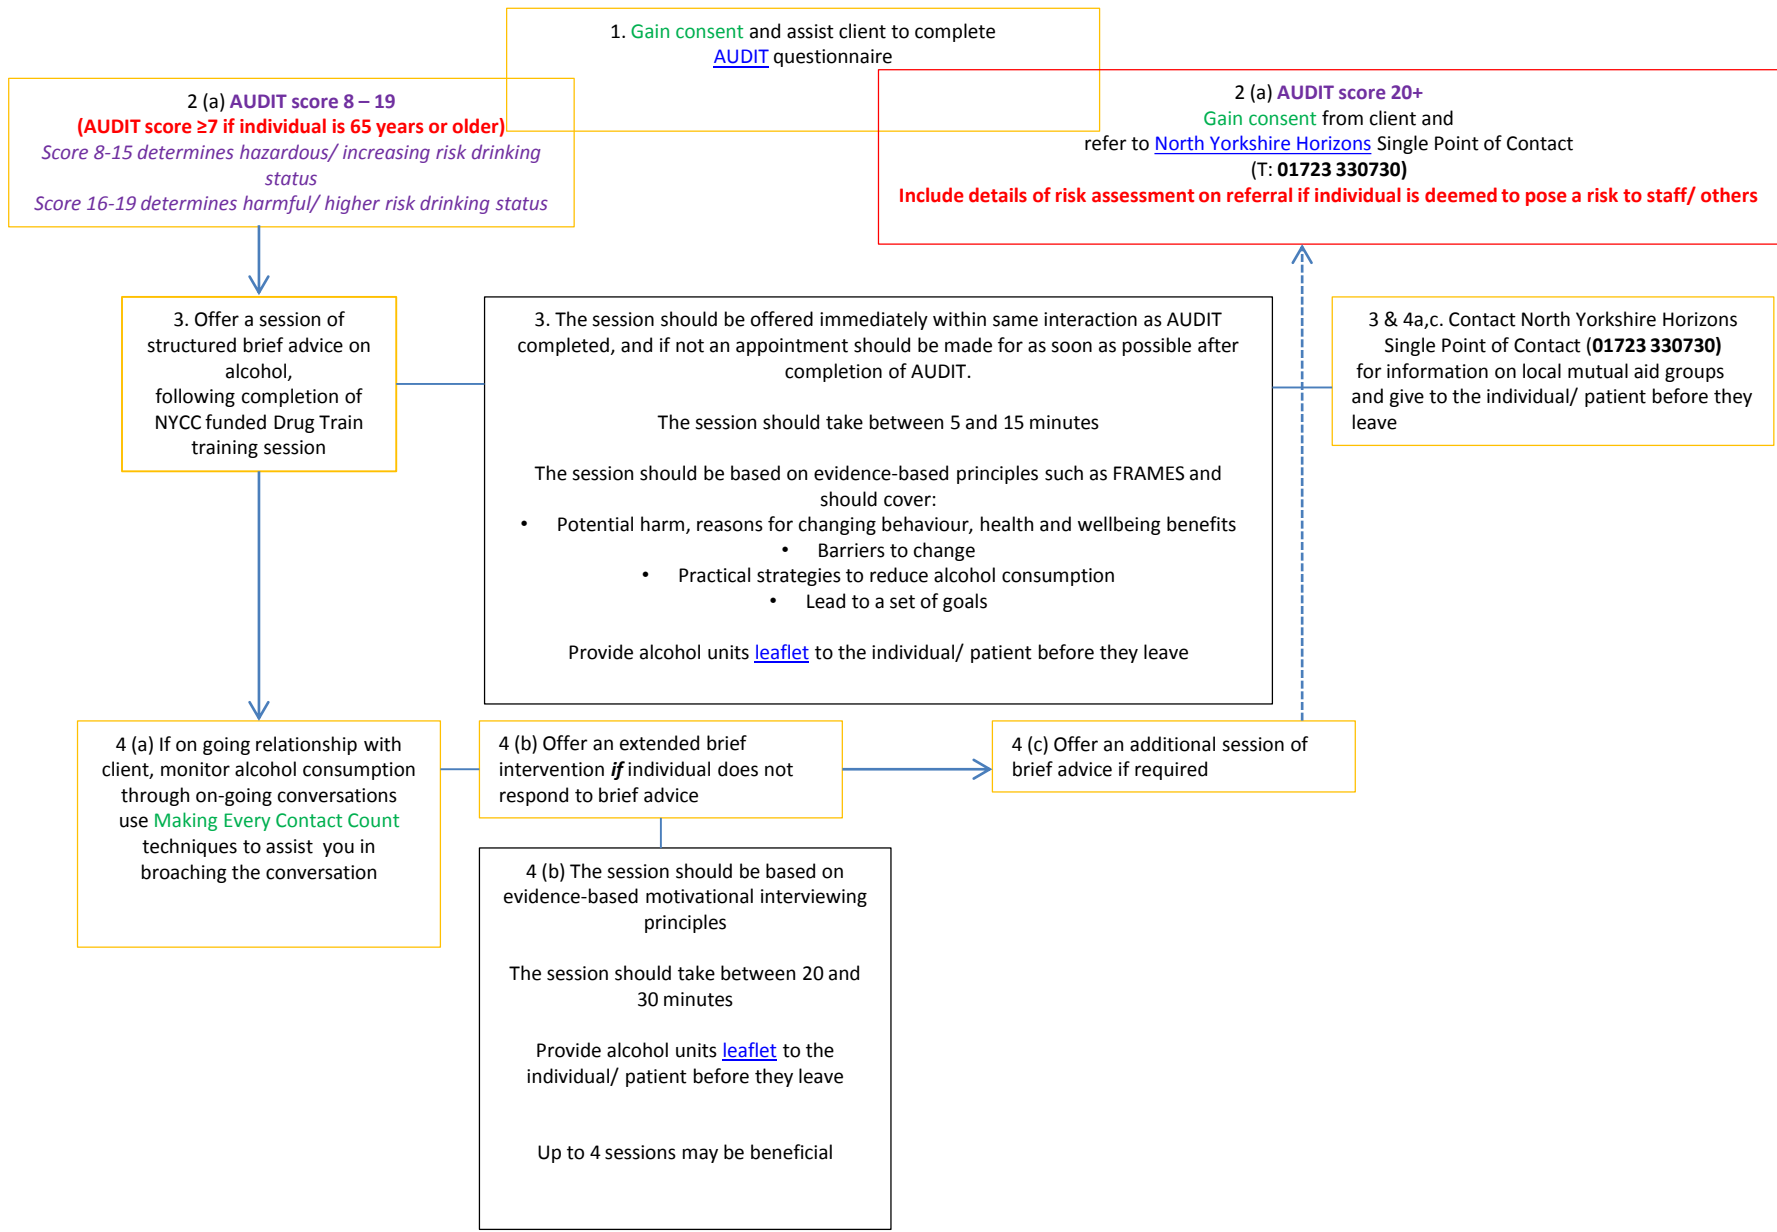 1. Gain consent and assist client to complete
AUDIT questionnaire
2 (a) AUDIT score 8 – 19
(AUDIT score ≥7 if individual is 65 years or older)
Score 8-15 determines hazardous/ increasing risk drinking
status
Score 16-19 determines harmful/ higher risk drinking status
2 (a) AUDIT score 20+
Gain consent from client and
refer to North Yorkshire Horizons Single Point of Contact
(T: 01723 330730)
Include details of risk assessment on referral if individual is deemed to pose a risk to staff/ others
3. Offer a session of
structured brief advice on
alcohol,
following completion of
NYCC funded Drug Train
training session
3. The session should be offered immediately within same interaction as AUDIT
completed, and if not an appointment should be made for as soon as possible after
completion of AUDIT.
The session should take between 5 and 15 minutes
The session should be based on evidence-based principles such as FRAMES and
should cover:
• Potential harm, reasons for changing behaviour, health and wellbeing benefits
• Barriers to change
• Practical strategies to reduce alcohol consumption
• Lead to a set of goals
Provide alcohol units leaflet to the individual/ patient before they leave
3 & 4a,c. Contact North Yorkshire Horizons
Single Point of Contact (01723 330730)
for information on local mutual aid groups
and give to the individual/ patient before they
leave
4 (a) If on going relationship with
client, monitor alcohol consumption
through on-going conversations
use Making Every Contact Count
techniques to assist you in
broaching the conversation
4 (b) Offer an extended brief
intervention if individual does not
respond to brief advice
4 (c) Offer an additional session of
brief advice if required
4 (b) The session should be based on
evidence-based motivational interviewing
principles
The session should take between 20 and
30 minutes
Provide alcohol units leaflet to the
individual/ patient before they leave
Up to 4 sessions may be beneficial